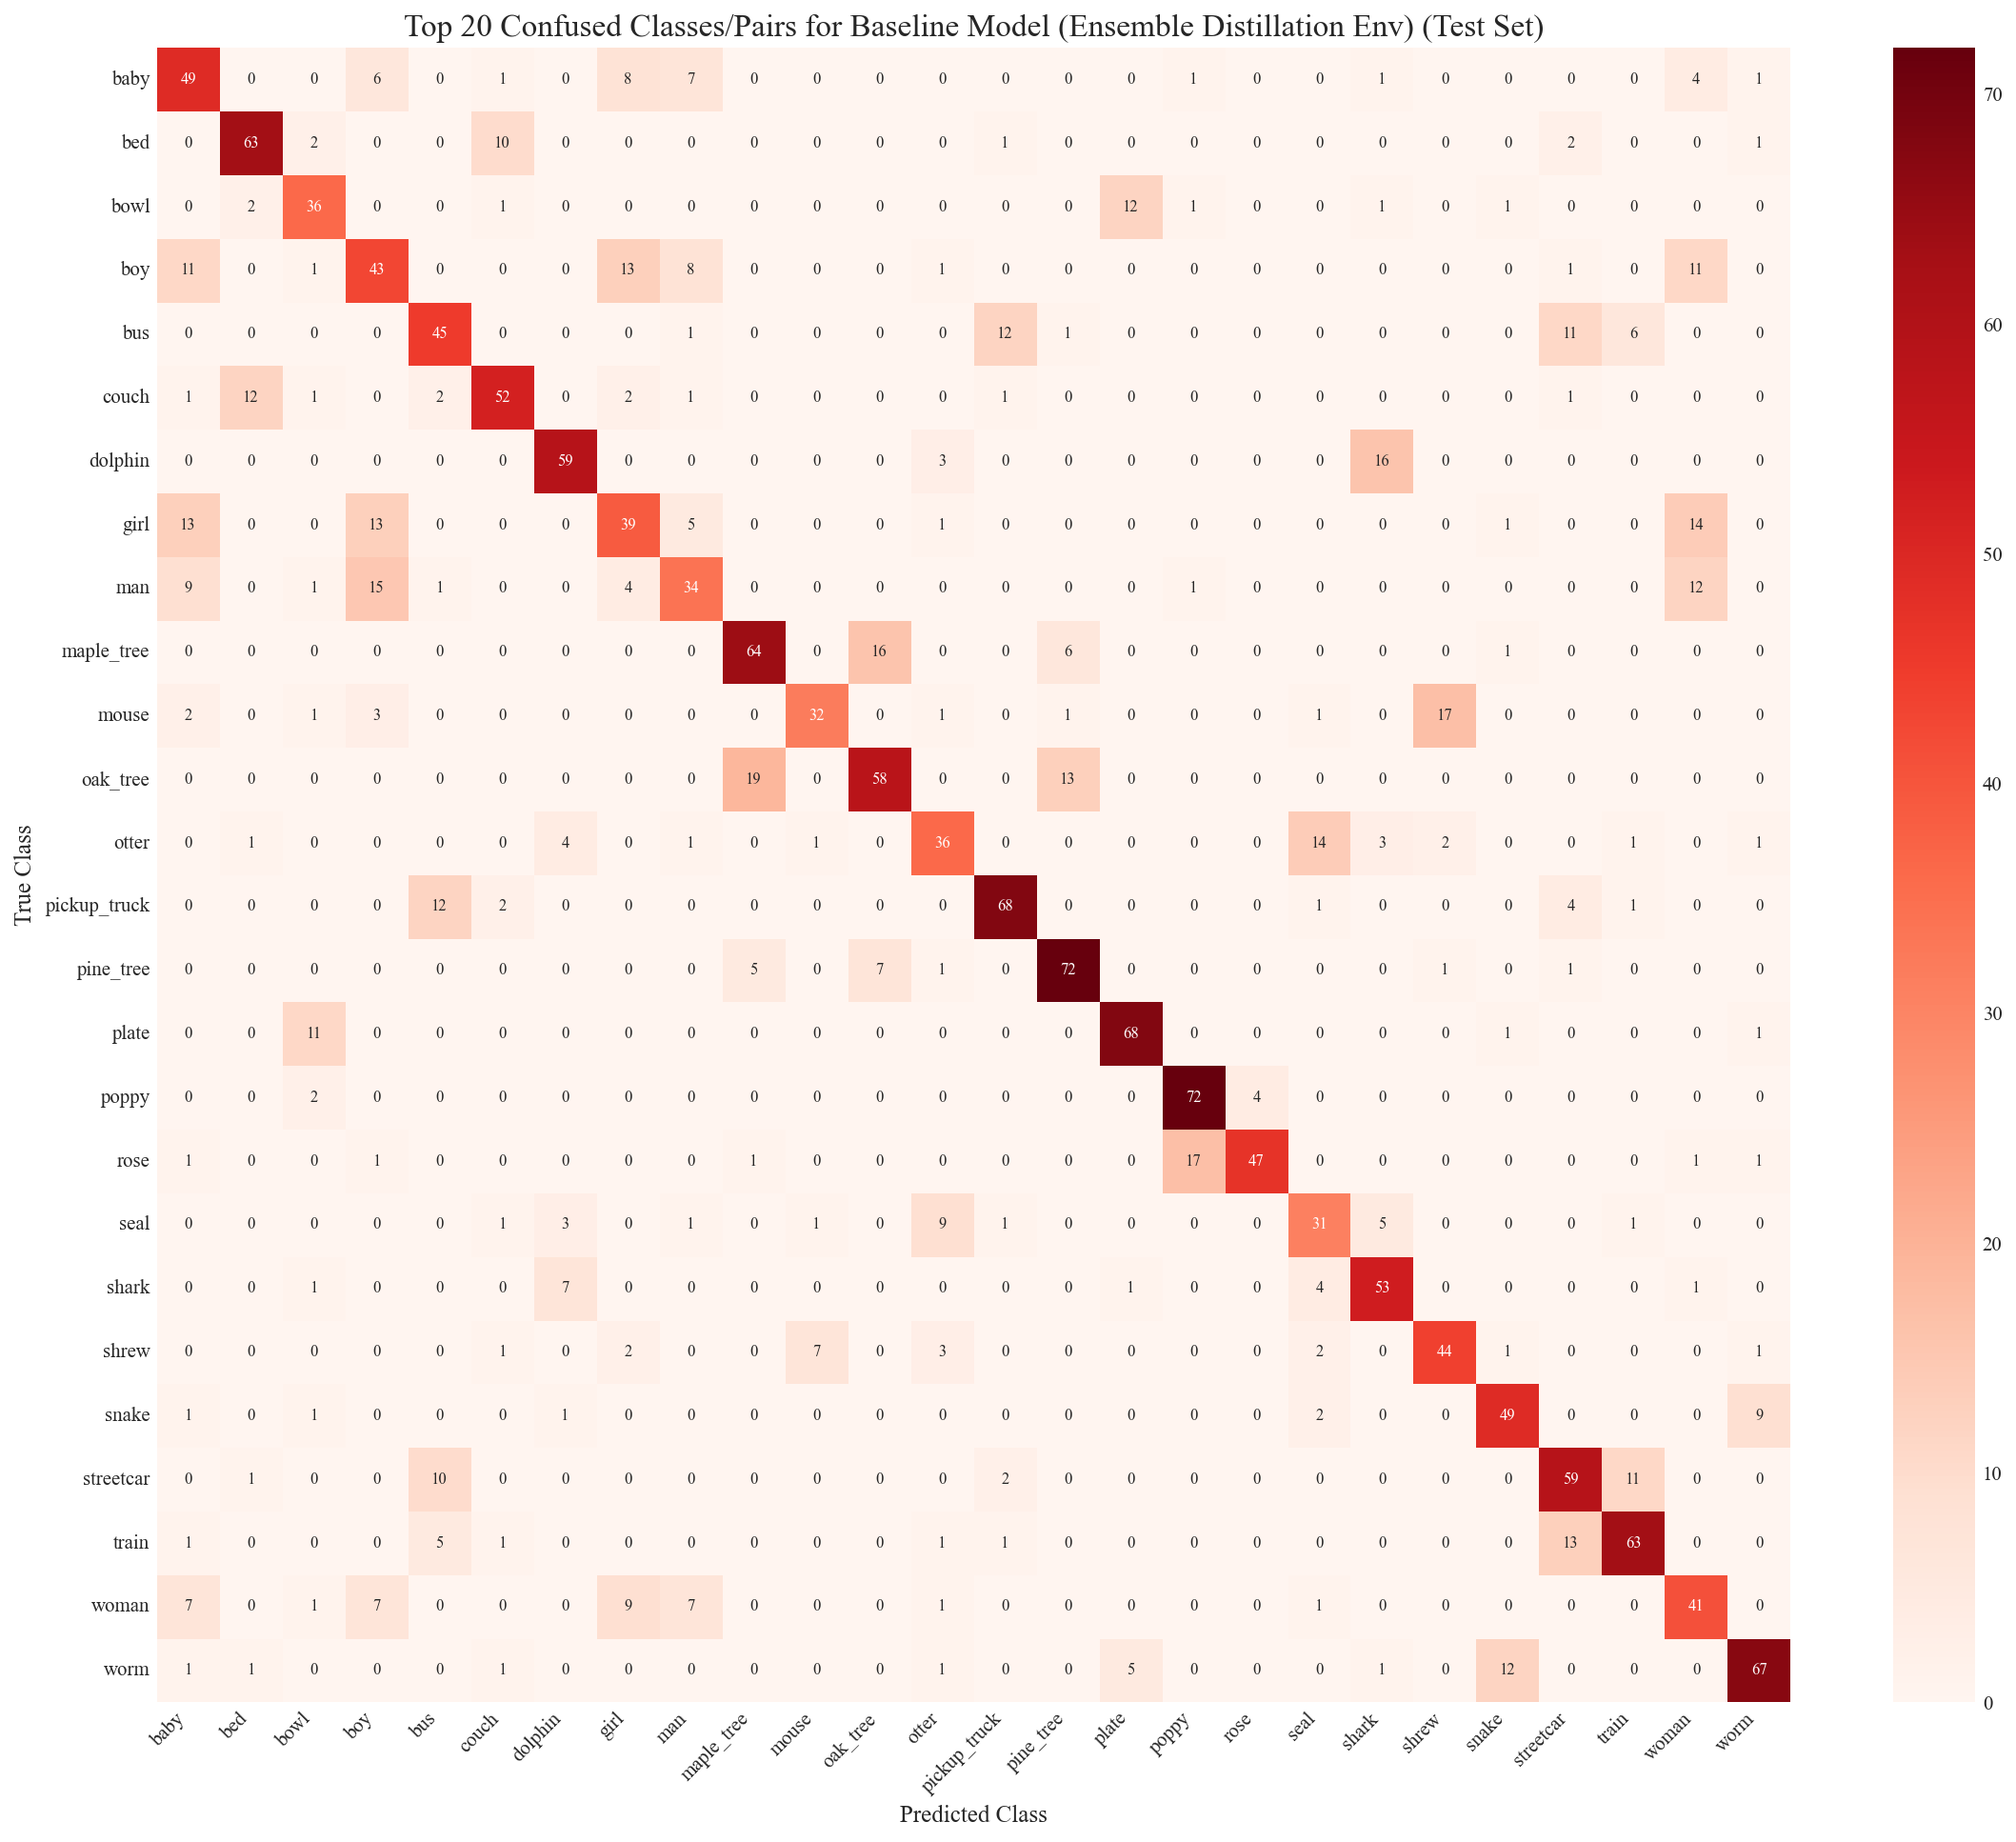 Top 20 Confused Classes/Pairs for Baseline Model (Ensemble Distillation Env) (Test Set)
True Class
baby 49 0 0 6 0 1 0 8 7 0 0 0 0 0 0 0 1 0 0 1 0 0 0 0 4 1
bed 0 63 2 0 0 10 0 0 0 0 0 0 0 1 0 0 0 0 0 0 0 0 2 0 0 1
bowl 0 2 36 0 0 1 0 0 0 0 0 0 0 0 0 12 1 0 0 1 0 1 0 0 0 0
boy 11 0 1 43 0 0 0 13 8 0 0 0 1 0 0 0 0 0 0 0 0 0 1 0 11 0
bus 0 0 0 0 45 0 0 0 1 0 0 0 0 12 1 0 0 0 0 0 0 0 11 6 0 0
couch 1 12 1 0 2 52 0 2 1 0 0 0 0 1 0 0 0 0 0 0 0 0 1 0 0 0
dolphin 0 0 0 0 0 0 59 0 0 0 0 0 3 0 0 0 0 0 0 16 0 0 0 0 0 0
girl 13 0 0 13 0 0 0 39 5 0 0 0 1 0 0 0 0 0 0 0 0 1 0 0 14 0
man 9 0 1 15 1 0 0 4 34 0 0 0 0 0 0 0 1 0 0 0 0 0 0 0 12 0
maple_tree 0 0 0 0 0 0 0 0 0 64 0 16 0 0 6 0 0 0 0 0 0 1 0 0 0 0
mouse 2 0 1 3 0 0 0 0 0 0 32 0 1 0 1 0 0 0 1 0 17 0 0 0 0 0
oak_tree 0 0 0 0 0 0 0 0 0 19 0 58 0 0 13 0 0 0 0 0 0 0 0 0 0 0
otter 0 1 0 0 0 0 4 0 1 0 1 0 36 0 0 0 0 0 14 3 2 0 0 1 0 1
pickup_truck 0 0 0 0 12 2 0 0 0 0 0 0 0 68 0 0 0 0 1 0 0 0 4 1 0 0
pine_tree 0 0 0 0 0 0 0 0 0 5 0 7 1 0 72 0 0 0 0 0 1 0 1 0 0 0
plate 0 0 11 0 0 0 0 0 0 0 0 0 0 0 0 68 0 0 0 0 0 1 0 0 0 1
poppy 0 0 2 0 0 0 0 0 0 0 0 0 0 0 0 0 72 4 0 0 0 0 0 0 0 0
rose 1 0 0 1 0 0 0 0 0 1 0 0 0 0 0 0 17 47 0 0 0 0 0 0 1 1
seal 0 0 0 0 0 1 3 0 1 0 1 0 9 1 0 0 0 0 31 5 0 0 0 1 0 0
shark 0 0 1 0 0 0 7 0 0 0 0 0 0 0 0 1 0 0 4 53 0 0 0 0 1 0
shrew 0 0 0 0 0 1 0 2 0 0 7 0 3 0 0 0 0 0 2 0 44 1 0 0 0 1
snake 1 0 1 0 0 0 1 0 0 0 0 0 0 0 0 0 0 0 2 0 0 49 0 0 0 9
streetcar 0 1 0 0 10 0 0 0 0 0 0 0 0 2 0 0 0 0 0 0 0 0 59 11 0 0
train 1 0 0 0 5 1 0 0 0 0 0 0 1 1 0 0 0 0 0 0 0 0 13 63 0 0
woman 7 0 1 7 0 0 0 9 7 0 0 0 1 0 0 0 0 0 1 0 0 0 0 0 41 0
worm 1 1 0 0 0 1 0 0 0 0 0 0 1 0 0 5 0 0 0 1 0 12 0 0 0 67
baby bed bowl boy bus couch dolphin girl man maple_tree mouse oak_tree otter pickup_truck pine_tree plate poppy rose seal shark shrew snake streetcar train woman worm
Predicted Class
70
60
50
40
30
20
10
0